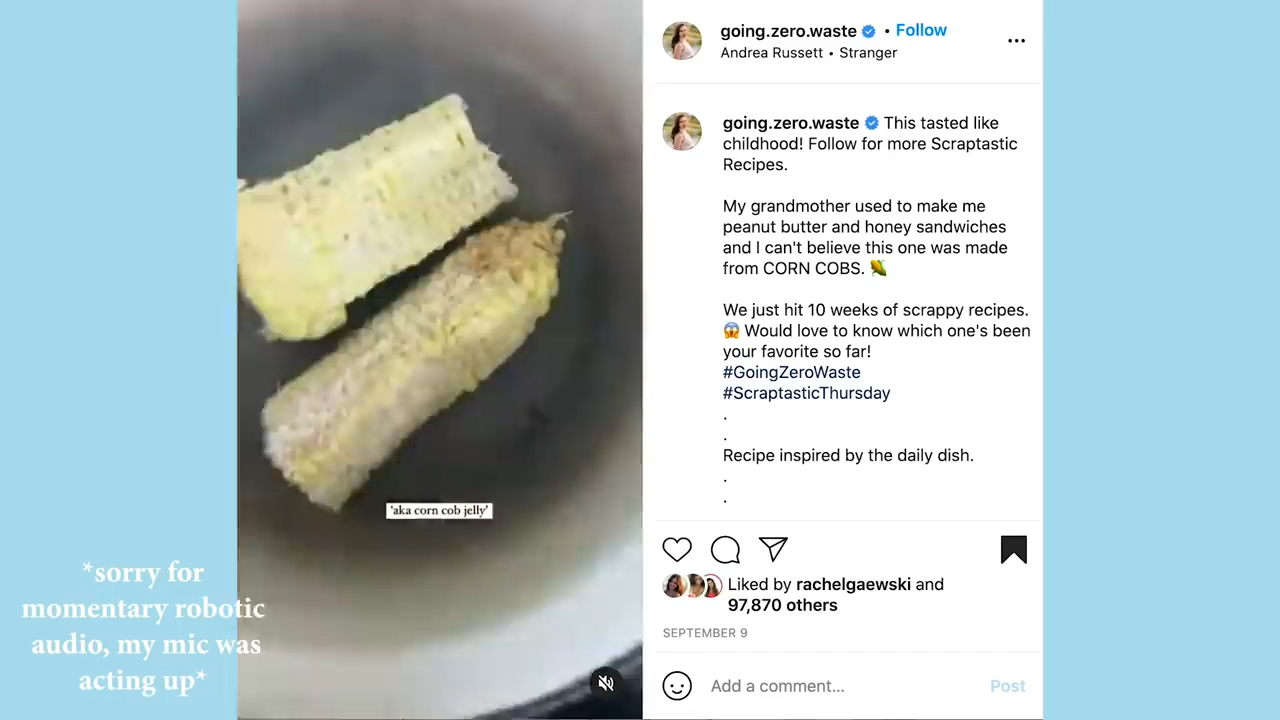 going.zero.waste • Follow
Andrea Russett • Stranger
going.zero.waste This tasted like
childhood! Follow for more Scraptastic
Recipes.
My grandmother used to make me
peanut butter and honey sandwiches
and I can't believe this one was made
from CORN COBS. 🌽
We just hit 10 weeks of scrappy recipes.
😱 Would love to know which one's been
your favorite so far!
#GoingZeroWaste
#ScraptasticThursday
.
.
Recipe inspired by the daily dish.
.
.
'aka corn cob jelly'
Liked by rachelgaewski and
97,870 others
SEPTEMBER 9
Add a comment... Post
*sorry for
momentary robotic
audio, my mic was
acting up*